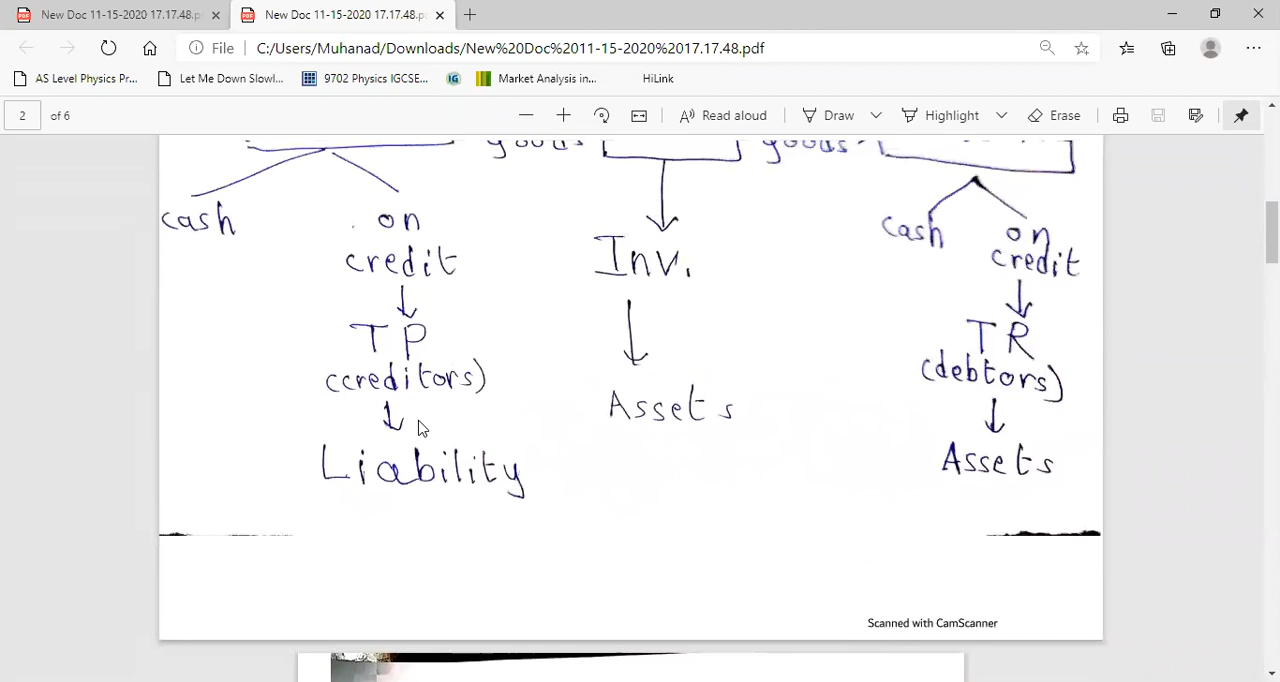 New Doc 11-15-2020 17.17.48.p
New Doc 11-15-2020 17.17.48.p
File
C:/Users/Muhanad/Downloads/New%20Doc%2011-15-2020%2017.17.48.pdf
AS Level Physics Pr...
Let Me Down Slowl...
9702 Physics IGCSE...
IG
Market Analysis in...
HiLink
2 of 6
Read aloud
Draw
Highlight
Erase
goods
goods
cash
on
credit
TP
(creditors)
Liability
Inv.
Assets
cash
on
credit
TR
(debtors)
Assets
Scanned with CamScanner